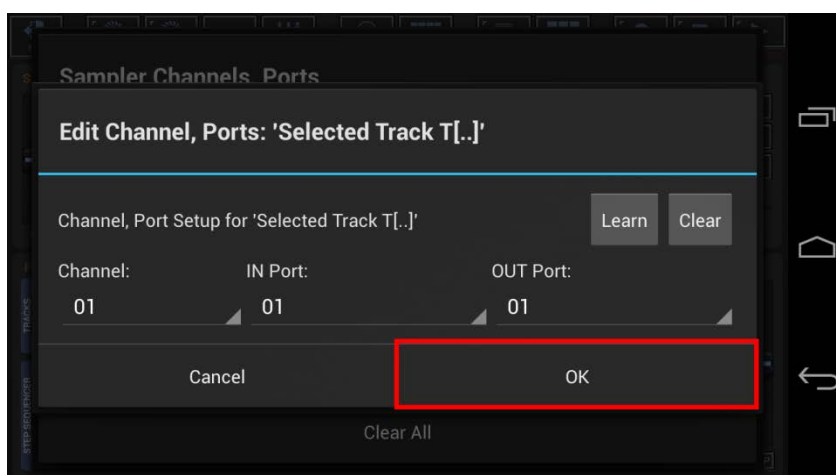 Sampler Channels, Ports
Edit Channel, Ports: 'Selected Track T[..]'
Channel, Port Setup for 'Selected Track T[..]'
Learn
Clear
Channel:
IN Port:
OUT Port:
01
01
01
TRACKS
Cancel
OK
STEP SEQUENCER
Clear All